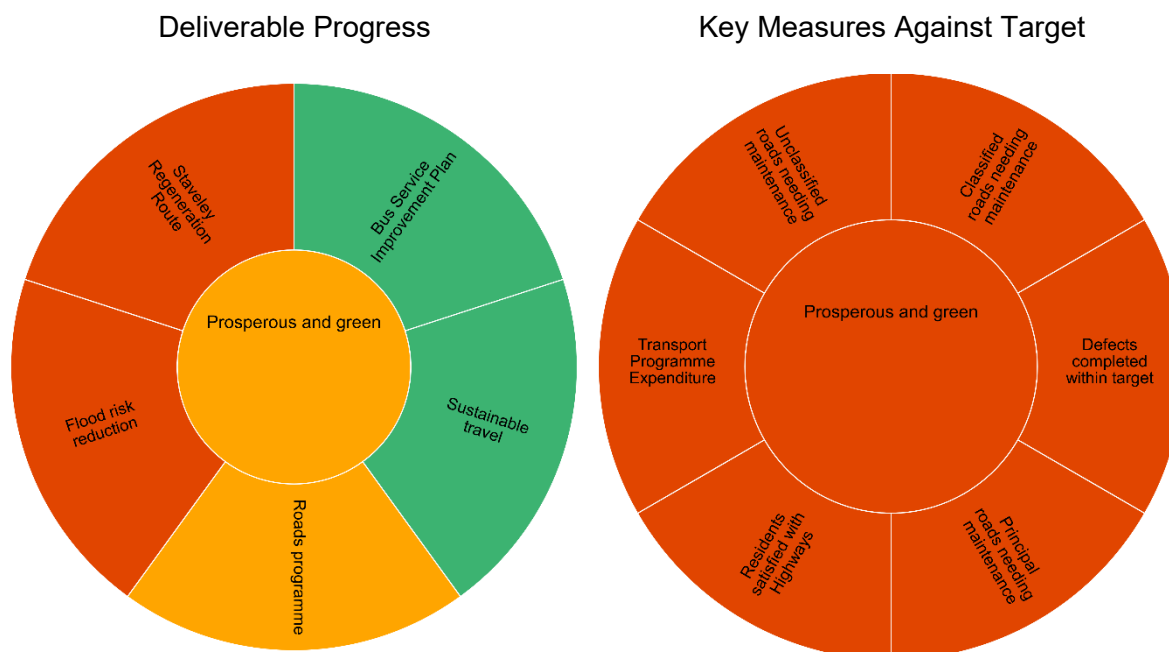 Deliverable Progress
Key Measures Against Target
Staveley
Regeneration
Route
Bus Service
Improvement Plan
Prosperous and green
Flood risk
reduction
Sustainable
travel
Roads programme
Unclassified
roads needing
maintenance
Classified
roads needing
maintenance
Prosperous and green
Transport
Programme
Expenditure
Defects
completed
within target
Residents
satisfied with
Highways
Principal
roads needing
maintenance